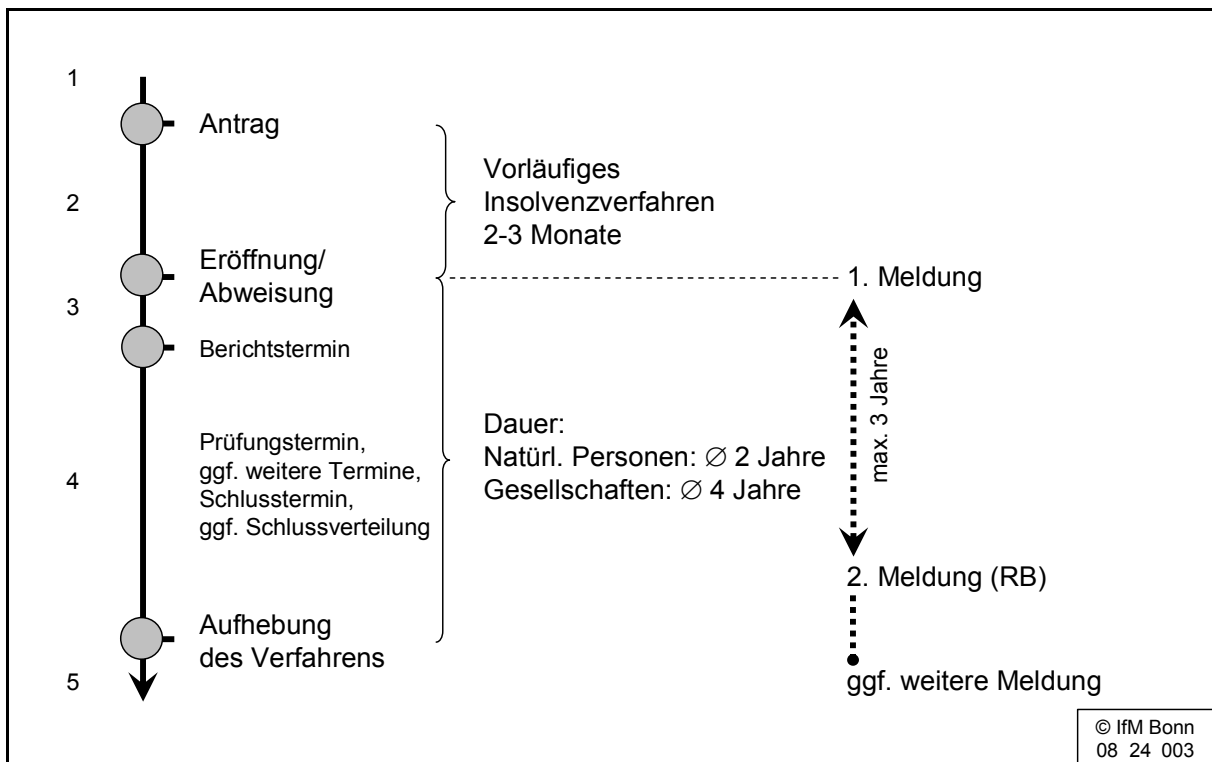 1
Antrag
Vorläufiges
2
Insolvenzverfahren
2-3 Monate
Eröffnung/
Abweisung
1. Meldung
3
Berichtstermin
max. 3 Jahre
Dauer:
Natürl. Personen: ∅ 2 Jahre
Gesellschaften: ∅ 4 Jahre
Prüfungstermin,
ggf. weitere Termine,
4
Schlusstermin,
ggf. Schlussverteilung
2. Meldung (RB)
Aufhebung
des Verfahrens
5
ggf. weitere Meldung
© IfM Bonn
08 24 003